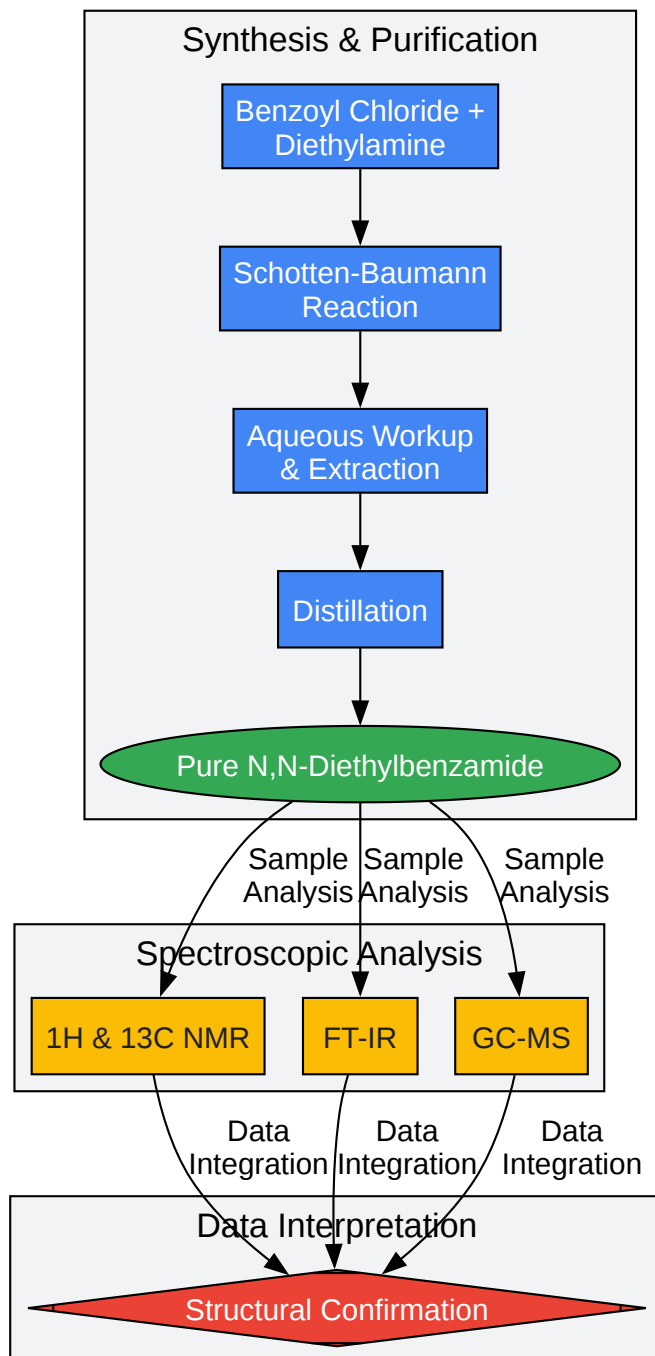 Synthesis & Purification
Benzoyl Chloride +
Diethylamine
Schotten-Baumann
Reaction
Aqueous Workup
& Extraction
Distillation
Pure N,N-Diethylbenzamide
Sample
Analysis
Sample
Analysis
Sample
Analysis
Spectroscopic Analysis
1H & 13C NMR
FT-IR
GC-MS
Data
Integration
Data
Integration
Data
Integration
Data Interpretation
Structural Confirmation